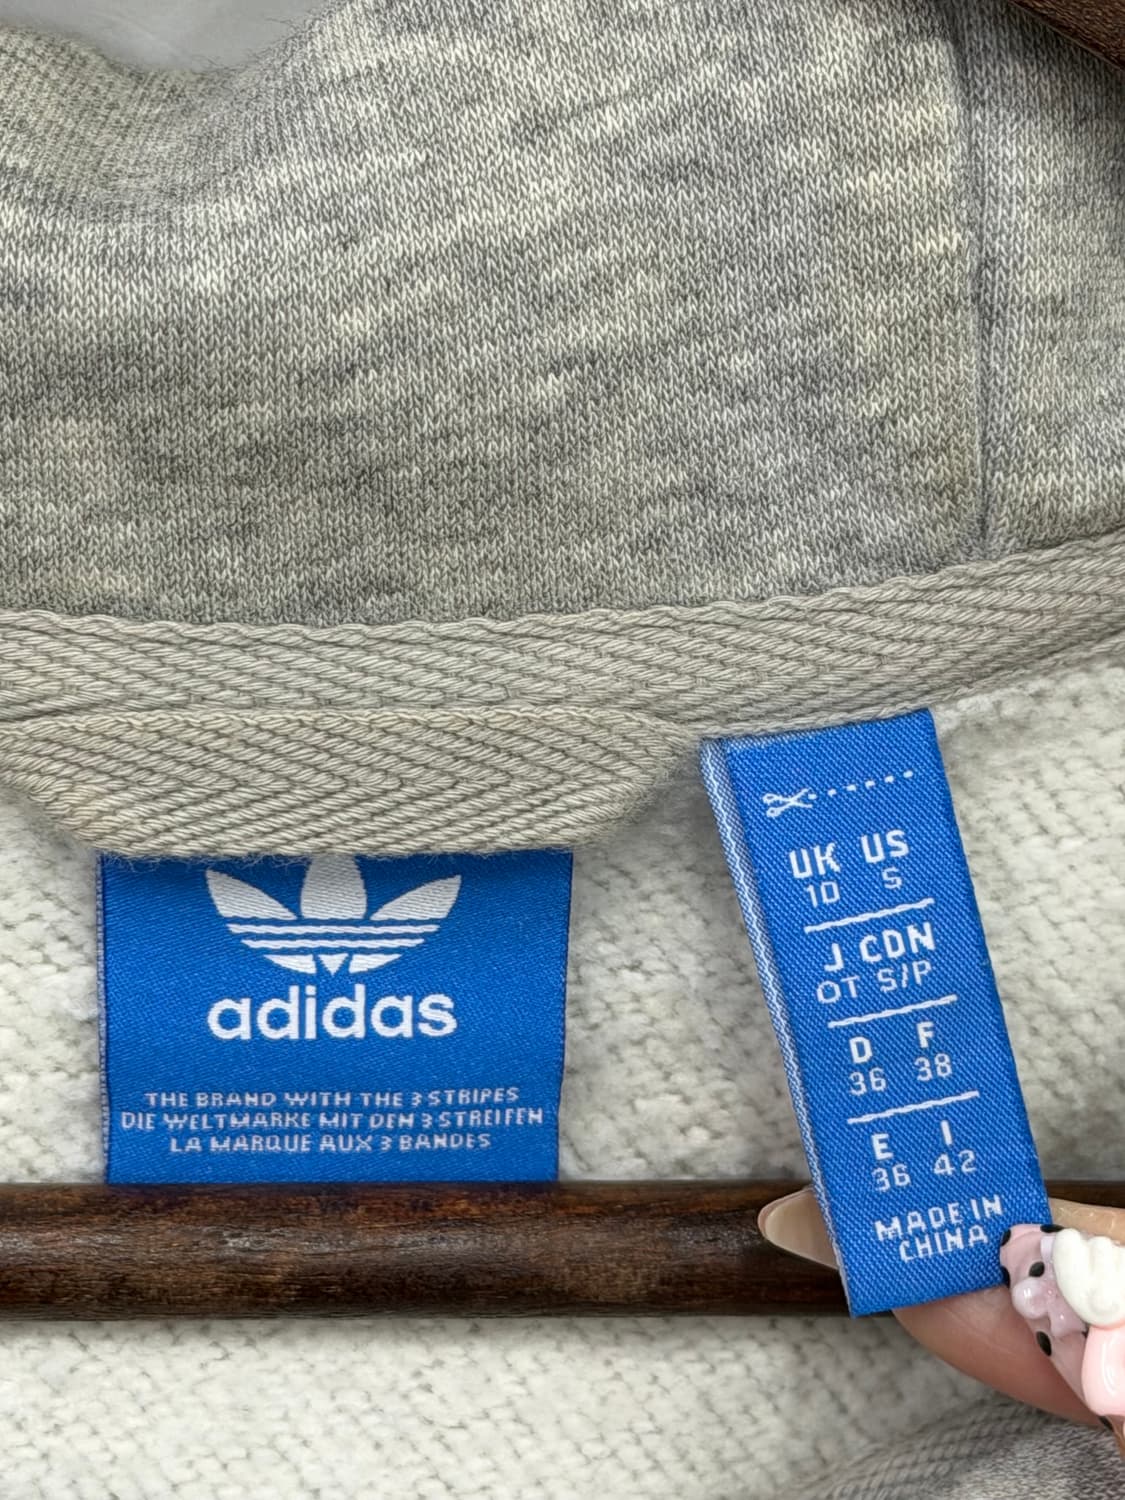 adidas
THE BRAND WITH THE 3 STRIPES
DIE WELTMARKE MIT DEN 3 STREIFEN
LA MARQUE AUX 3 BANDES
UK US
10 S
J CDN
OT S/P
D F
36 38
E I
36 42
MADE IN
CHINA